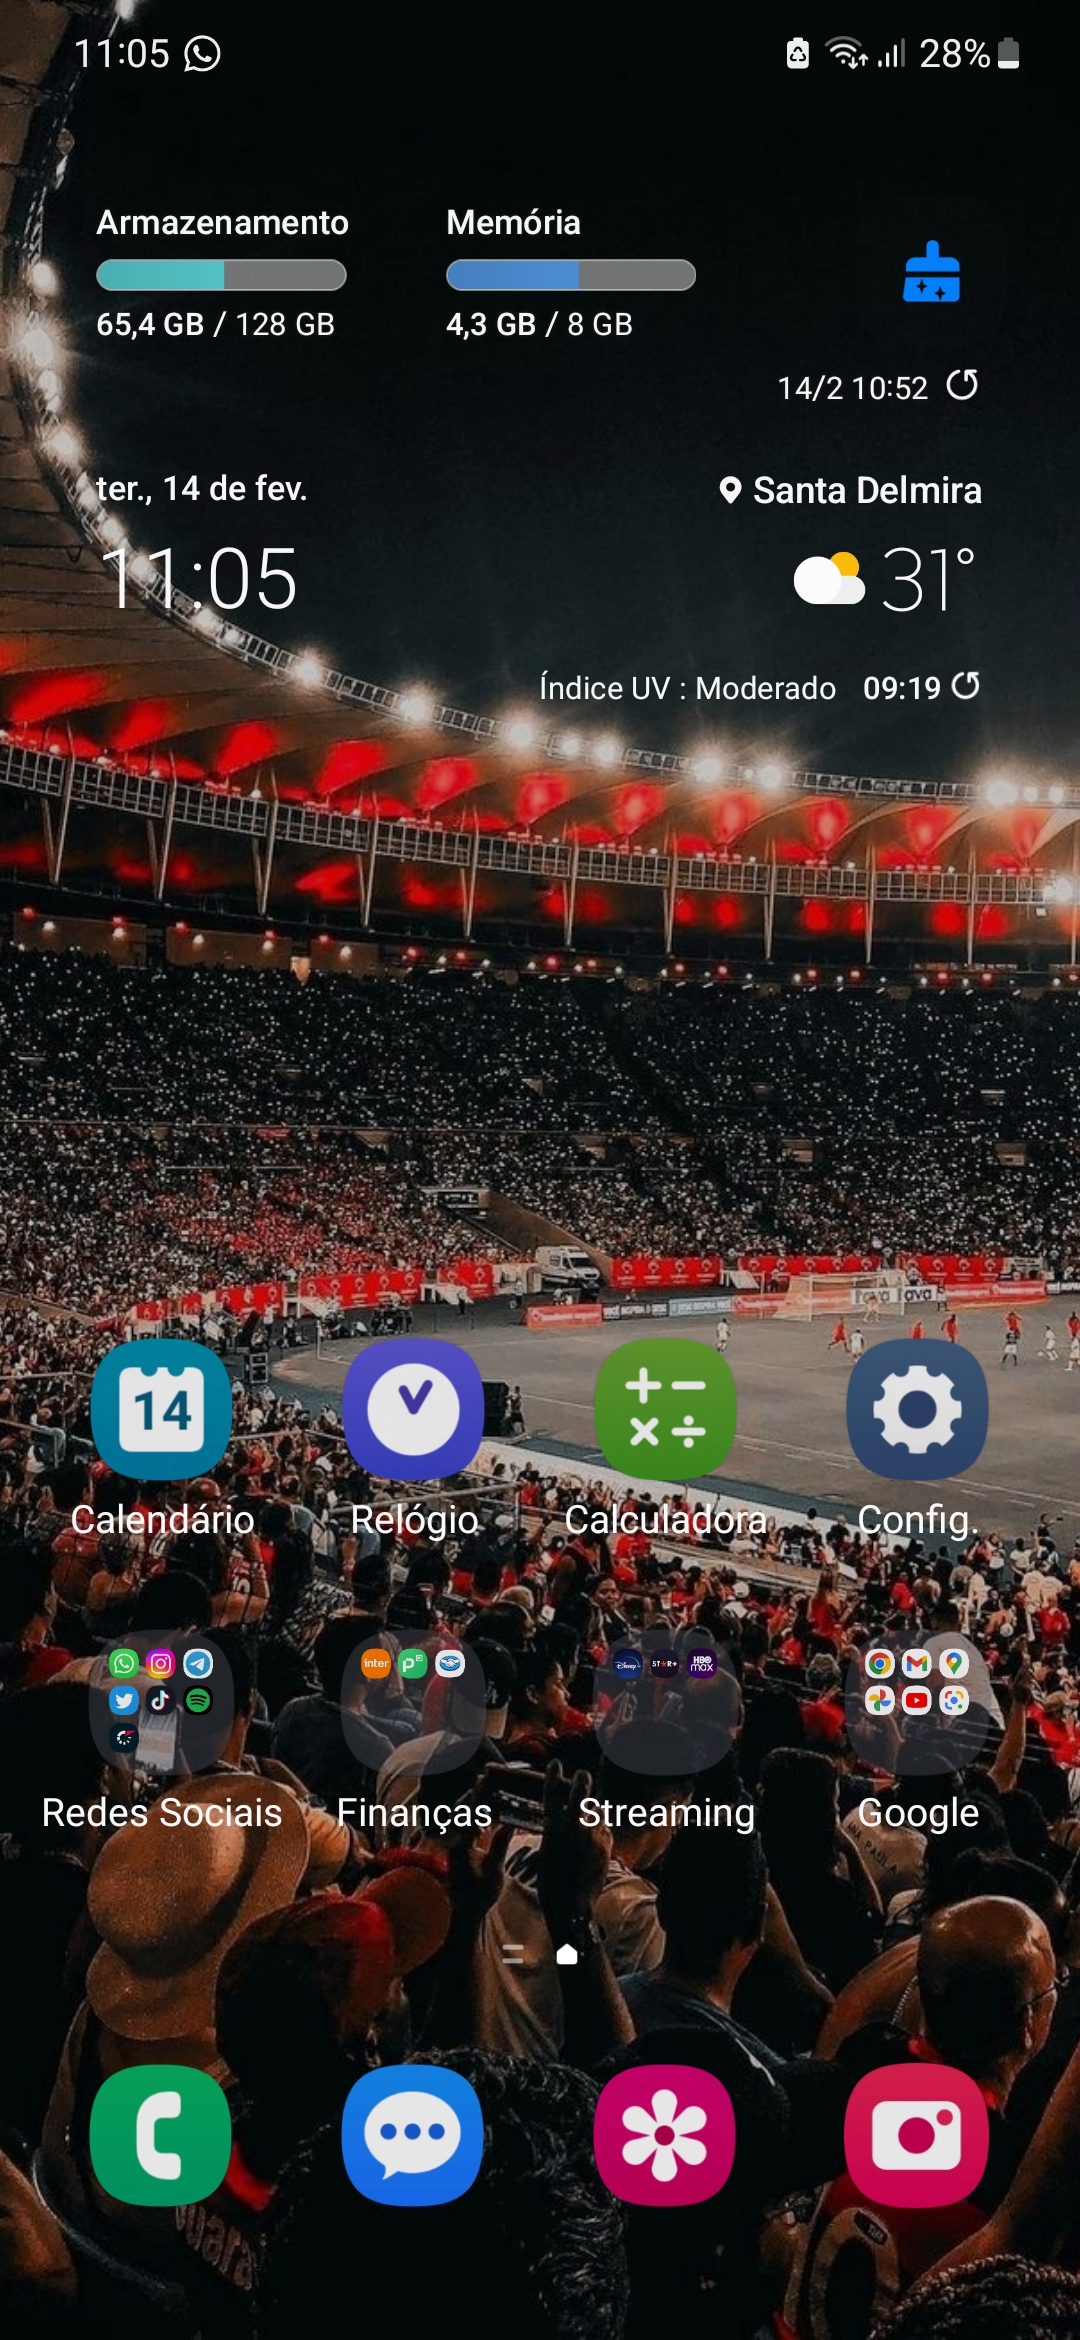 11:05 28%
Armazenamento Memória
65,4 GB / 128 GB 4,3 GB / 8 GB
14/2 10:52
ter., 14 de fev. Santa Delmira
11:05 31°
Índice UV : Moderado 09:19
14
Calendário Relógio Calculadora Config.
inter Disney+ STAR+ HBO max
Redes Sociais Finanças Streaming Google